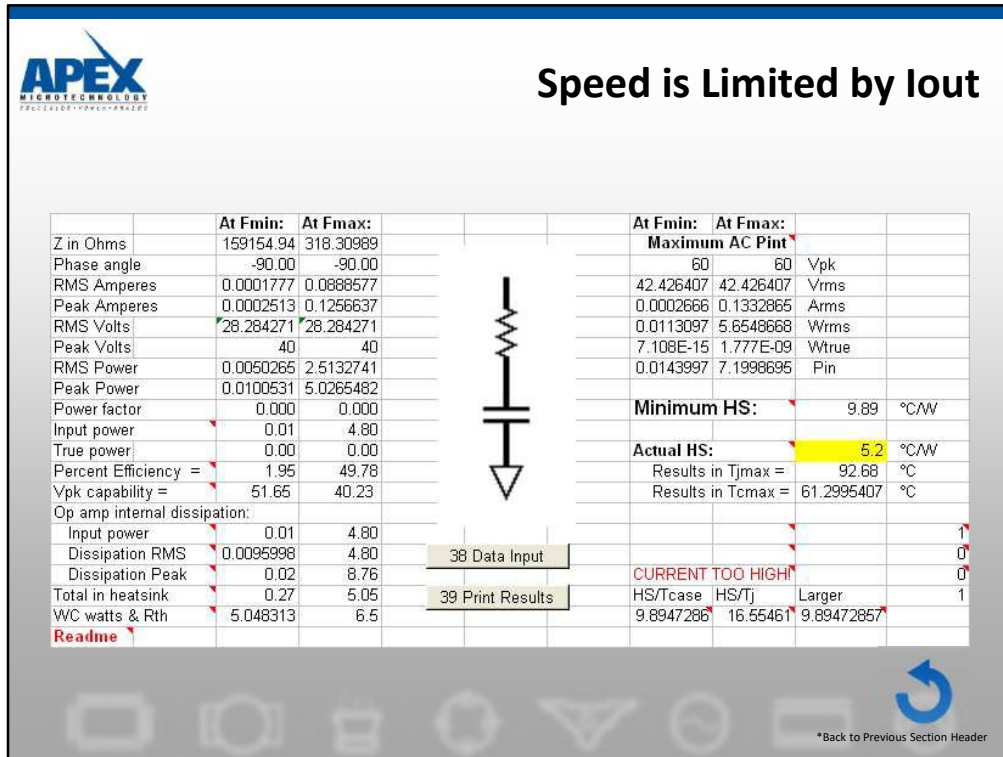 APEX
MICROTECHNOLOGY
PRECISION•POWER•ANALOG
Speed is Limited by Iout
At Fmin: At Fmax: At Fmin: At Fmax:
Z in Ohms 159154.94 318.30989 Maximum AC Pint
Phase angle -90.00 -90.00 60 60 Vpk
RMS Amperes 0.0001777 0.0888577 42.426407 42.426407 Vrms
Peak Amperes 0.0002513 0.1256637 0.0002666 0.1332865 Arms
RMS Volts 28.284271 28.284271 0.0113097 5.6548668 Wrms
Peak Volts 40 40 7.108E-15 1.777E-09 Wtrue
RMS Power 0.0050265 2.5132741 0.0143997 7.1998695 Pin
Peak Power 0.0100531 5.0265482
Power factor 0.000 0.000 Minimum HS: 9.89 °C/W
Input power 0.01 4.80
True power 0.00 0.00 Actual HS: 5.2 °C/W
Percent Efficiency = 1.95 49.78 Results in Tjmax = 92.68 °C
Vpk capability = 51.65 40.23 Results in Tcmax = 61.2995407 °C
Op amp internal dissipation:
Input power 0.01 4.80 1
Dissipation RMS 0.0095998 4.80 38 Data Input 0
Dissipation Peak 0.02 8.76 CURRENT TOO HIGH! 0
Total in heatsink 0.27 5.05 39 Print Results HS/Tcase HS/Tj Larger 1
WC watts & Rth 5.048313 6.5 9.8947286 16.55461 9.89472857
Readme
*Back to Previous Section Header